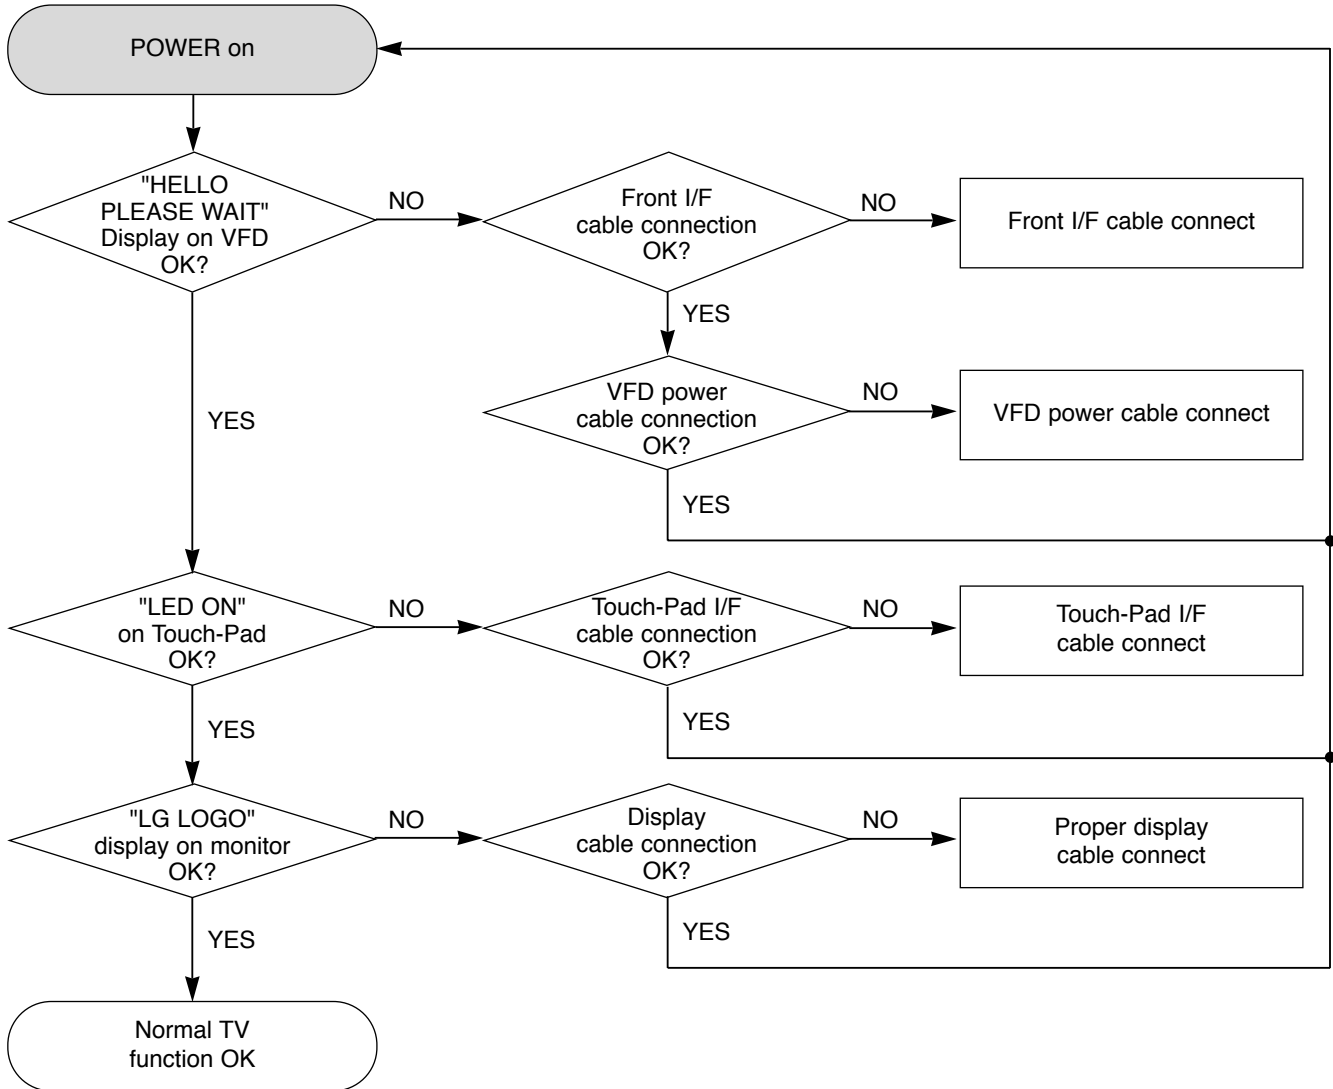 POWER on
"HELLO
PLEASE WAIT"
Display on VFD
OK?
NO
Front I/F
cable connection
OK?
NO
Front I/F cable connect
YES
VFD power
cable connection
OK?
NO
VFD power cable connect
YES
YES
"LED ON"
on Touch-Pad
OK?
NO
Touch-Pad I/F
cable connection
OK?
NO
Touch-Pad I/F
cable connect
YES
YES
"LG LOGO"
display on monitor
OK?
NO
Display
cable connection
OK?
NO
Proper display
cable connect
YES
YES
Normal TV
function OK